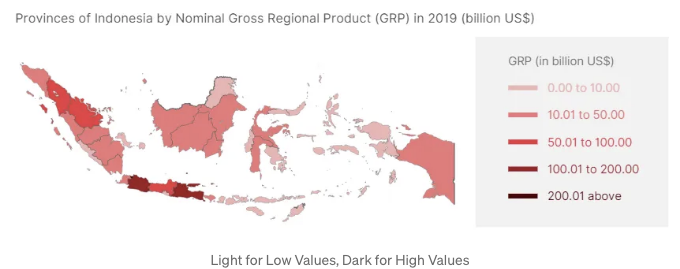 Provinces of Indonesia by Nominal Gross Regional Product (GRP) in 2019 (billion US$)
GRP (in billion US$)
0.00 to 10.00
10.01 to 50.00
50.01 to 100.00
100.01 to 200.00
200.01 above
Light for Low Values, Dark for High Values